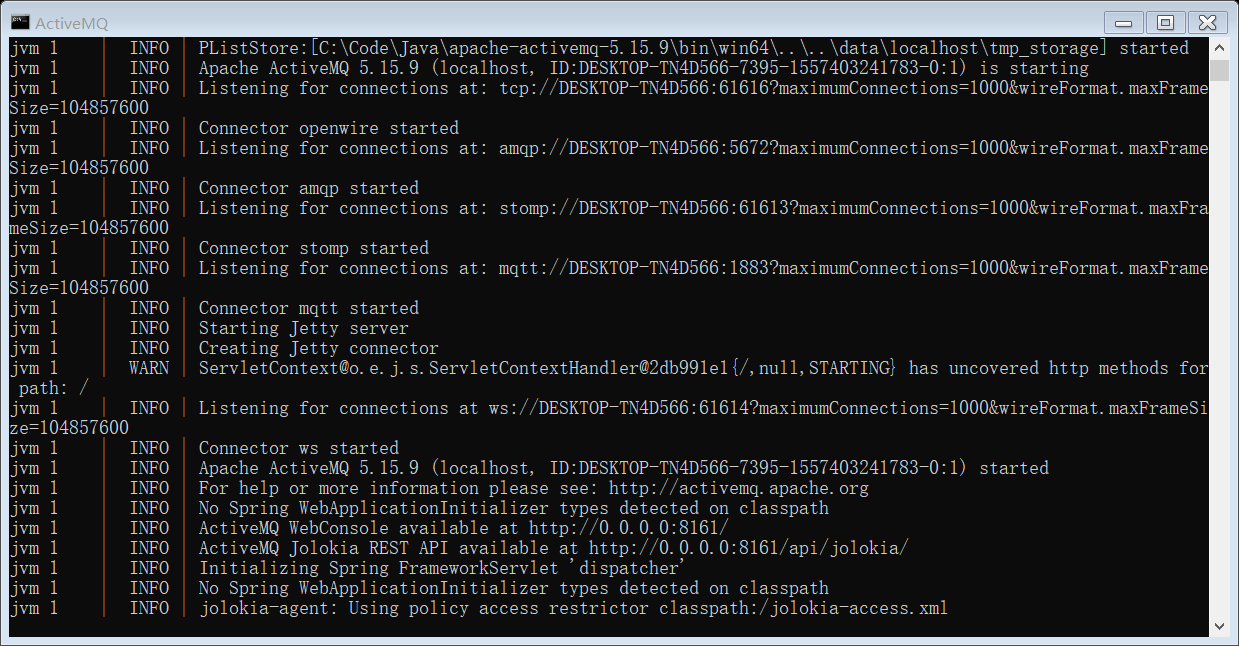 ActiveMQ
jvm 1 | INFO | PListStore:[C:\Code\Java\apache-activemq-5.15.9\bin\win64\..\..\data\localhost\tmp_storage] started
jvm 1 | INFO | Apache ActiveMQ 5.15.9 (localhost, ID:DESKTOP-TN4D566-7395-1557403241783-0:1) is starting
jvm 1 | INFO | Listening for connections at: tcp://DESKTOP-TN4D566:61616?maximumConnections=1000&wireFormat.maxFrame
Size=104857600
jvm 1 | INFO | Connector openwire started
jvm 1 | INFO | Listening for connections at: amqp://DESKTOP-TN4D566:5672?maximumConnections=1000&wireFormat.maxFrame
Size=104857600
jvm 1 | INFO | Connector amqp started
jvm 1 | INFO | Listening for connections at: stomp://DESKTOP-TN4D566:61613?maximumConnections=1000&wireFormat.maxFra
meSize=104857600
jvm 1 | INFO | Connector stomp started
jvm 1 | INFO | Listening for connections at: mqtt://DESKTOP-TN4D566:1883?maximumConnections=1000&wireFormat.maxFrame
Size=104857600
jvm 1 | INFO | Connector mqtt started
jvm 1 | INFO | Starting Jetty server
jvm 1 | INFO | Creating Jetty connector
jvm 1 | WARN | ServletContext@o.e.j.s.ServletContextHandler@2db991e1{/,null,STARTING} has uncovered http methods for
path: /
jvm 1 | INFO | Listening for connections at ws://DESKTOP-TN4D566:61614?maximumConnections=1000&wireFormat.maxFrameSi
ze=104857600
jvm 1 | INFO | Connector ws started
jvm 1 | INFO | Apache ActiveMQ 5.15.9 (localhost, ID:DESKTOP-TN4D566-7395-1557403241783-0:1) started
jvm 1 | INFO | For help or more information please see: http://activemq.apache.org
jvm 1 | INFO | No Spring WebApplicationInitializer types detected on classpath
jvm 1 | INFO | ActiveMQ WebConsole available at http://0.0.0.0:8161/
jvm 1 | INFO | ActiveMQ Jolokia REST API available at http://0.0.0.0:8161/api/jolokia/
jvm 1 | INFO | Initializing Spring FrameworkServlet 'dispatcher'
jvm 1 | INFO | No Spring WebApplicationInitializer types detected on classpath
jvm 1 | INFO | jolokia-agent: Using policy access restrictor classpath:/jolokia-access.xml